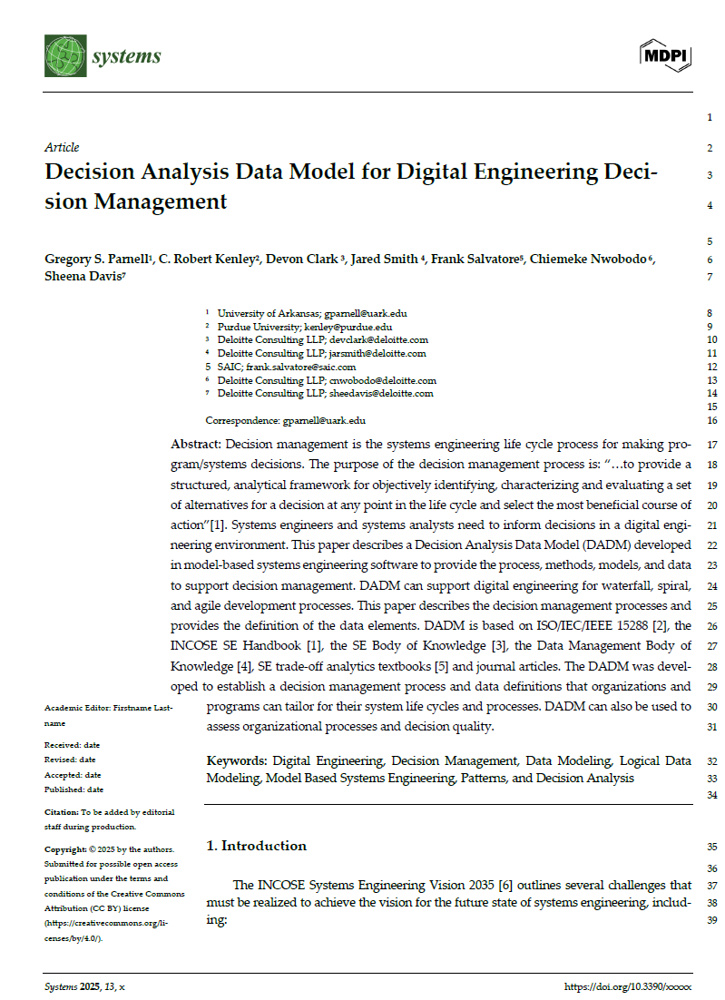 systems
MDPI
1
Article 2
Decision Analysis Data Model for Digital Engineering Deci- 3
sion Management 4
5
Gregory S. Parnell¹, C. Robert Kenley², Devon Clark ³, Jared Smith ⁴, Frank Salvatore⁵, Chiemeke Nwobodo ⁶, 6
Sheena Davis⁷ 7
¹ University of Arkansas; gparnell@uark.edu 8
² Purdue University; kenley@purdue.edu 9
³ Deloitte Consulting LLP; devclark@deloitte.com 10
⁴ Deloitte Consulting LLP; jarsmith@deloitte.com 11
5 SAIC; frank.salvatore@saic.com 12
⁶ Deloitte Consulting LLP; cnwobodo@deloitte.com 13
⁷ Deloitte Consulting LLP; sheedavis@deloitte.com 14
15
Correspondence: gparnell@uark.edu 16
Abstract: Decision management is the systems engineering life cycle process for making pro- 17
gram/systems decisions. The purpose of the decision management process is: “…to provide a 18
structured, analytical framework for objectively identifying, characterizing and evaluating a set 19
of alternatives for a decision at any point in the life cycle and select the most beneficial course of 20
action”[1]. Systems engineers and systems analysts need to inform decisions in a digital engi- 21
neering environment. This paper describes a Decision Analysis Data Model (DADM) developed 22
in model-based systems engineering software to provide the process, methods, models, and data 23
to support decision management. DADM can support digital engineering for waterfall, spiral, 24
and agile development processes. This paper describes the decision management processes and 25
provides the definition of the data elements. DADM is based on ISO/IEC/IEEE 15288 [2], the 26
INCOSE SE Handbook [1], the SE Body of Knowledge [3], the Data Management Body of 27
Knowledge [4], SE trade-off analytics textbooks [5] and journal articles. The DADM was devel- 28
oped to establish a decision management process and data definitions that organizations and 29
programs can tailor for their system life cycles and processes. DADM can also be used to 30
assess organizational processes and decision quality. 31
Keywords: Digital Engineering, Decision Management, Data Modeling, Logical Data 32
Modeling, Model Based Systems Engineering, Patterns, and Decision Analysis 33
34
Academic Editor: Firstname Last-
name
Received: date
Revised: date
Accepted: date
Published: date
Citation: To be added by editorial
staff during production.
Copyright: © 2025 by the authors.
Submitted for possible open access
publication under the terms and
conditions of the Creative Commons
Attribution (CC BY) license
(https://creativecommons.org/li-
censes/by/4.0/).
1. Introduction 35
36
The INCOSE Systems Engineering Vision 2035 [6] outlines several challenges that 37
must be realized to achieve the vision for the future state of systems engineering, includ- 38
ing: 39
Systems 2025, 13, x
https://doi.org/10.3390/xxxxx